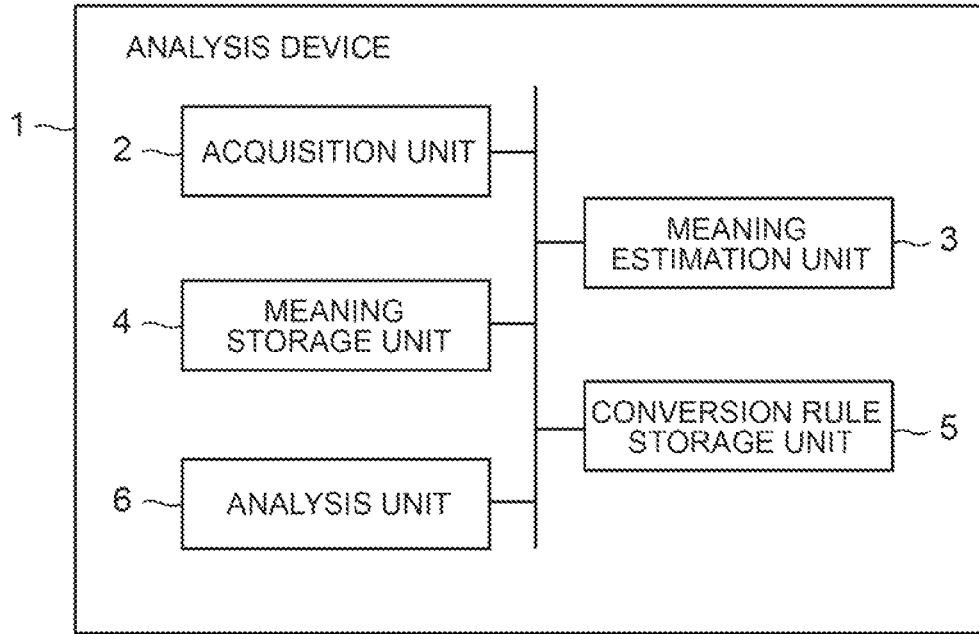 ANALYSIS DEVICE
1
2
ACQUISITION UNIT
MEANING
ESTIMATION UNIT
3
4
MEANING
STORAGE UNIT
CONVERSION RULE
STORAGE UNIT
5
6
ANALYSIS UNIT